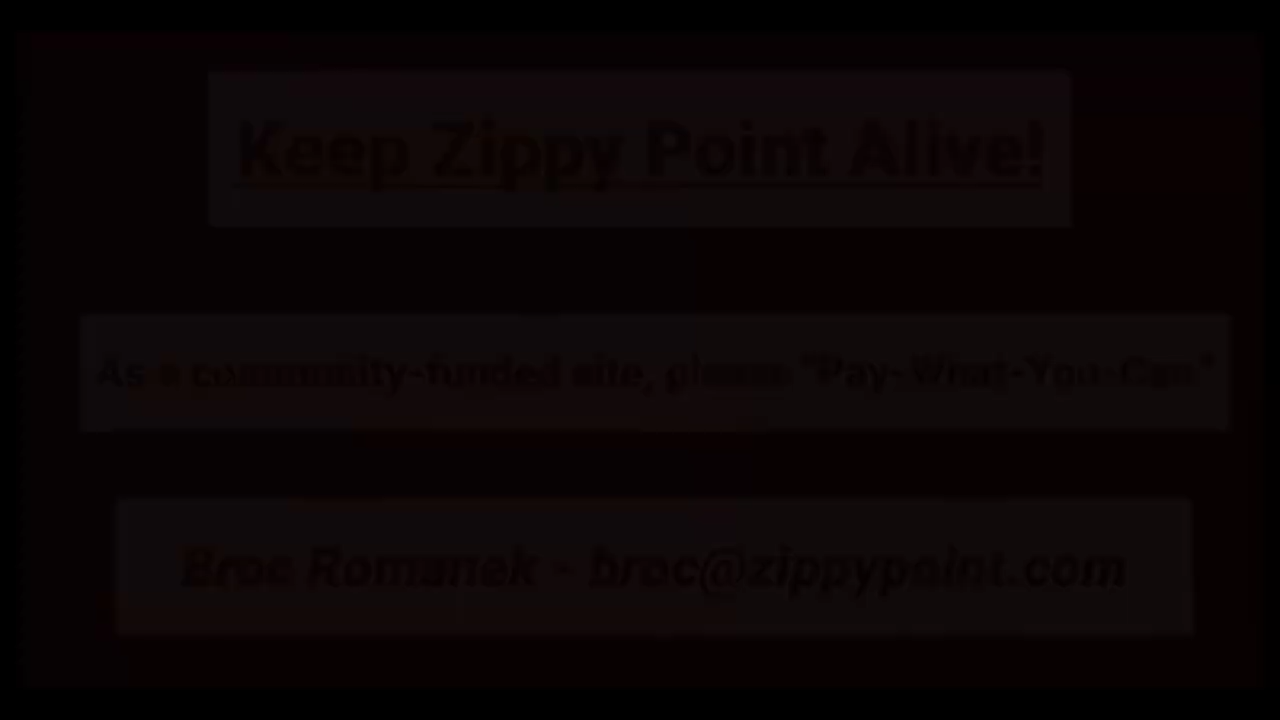 Keep Zippy Point Alive!
As a community-funded site, please "Pay-What-You-Can"
Broc Romanek - broc@zippypoint.com